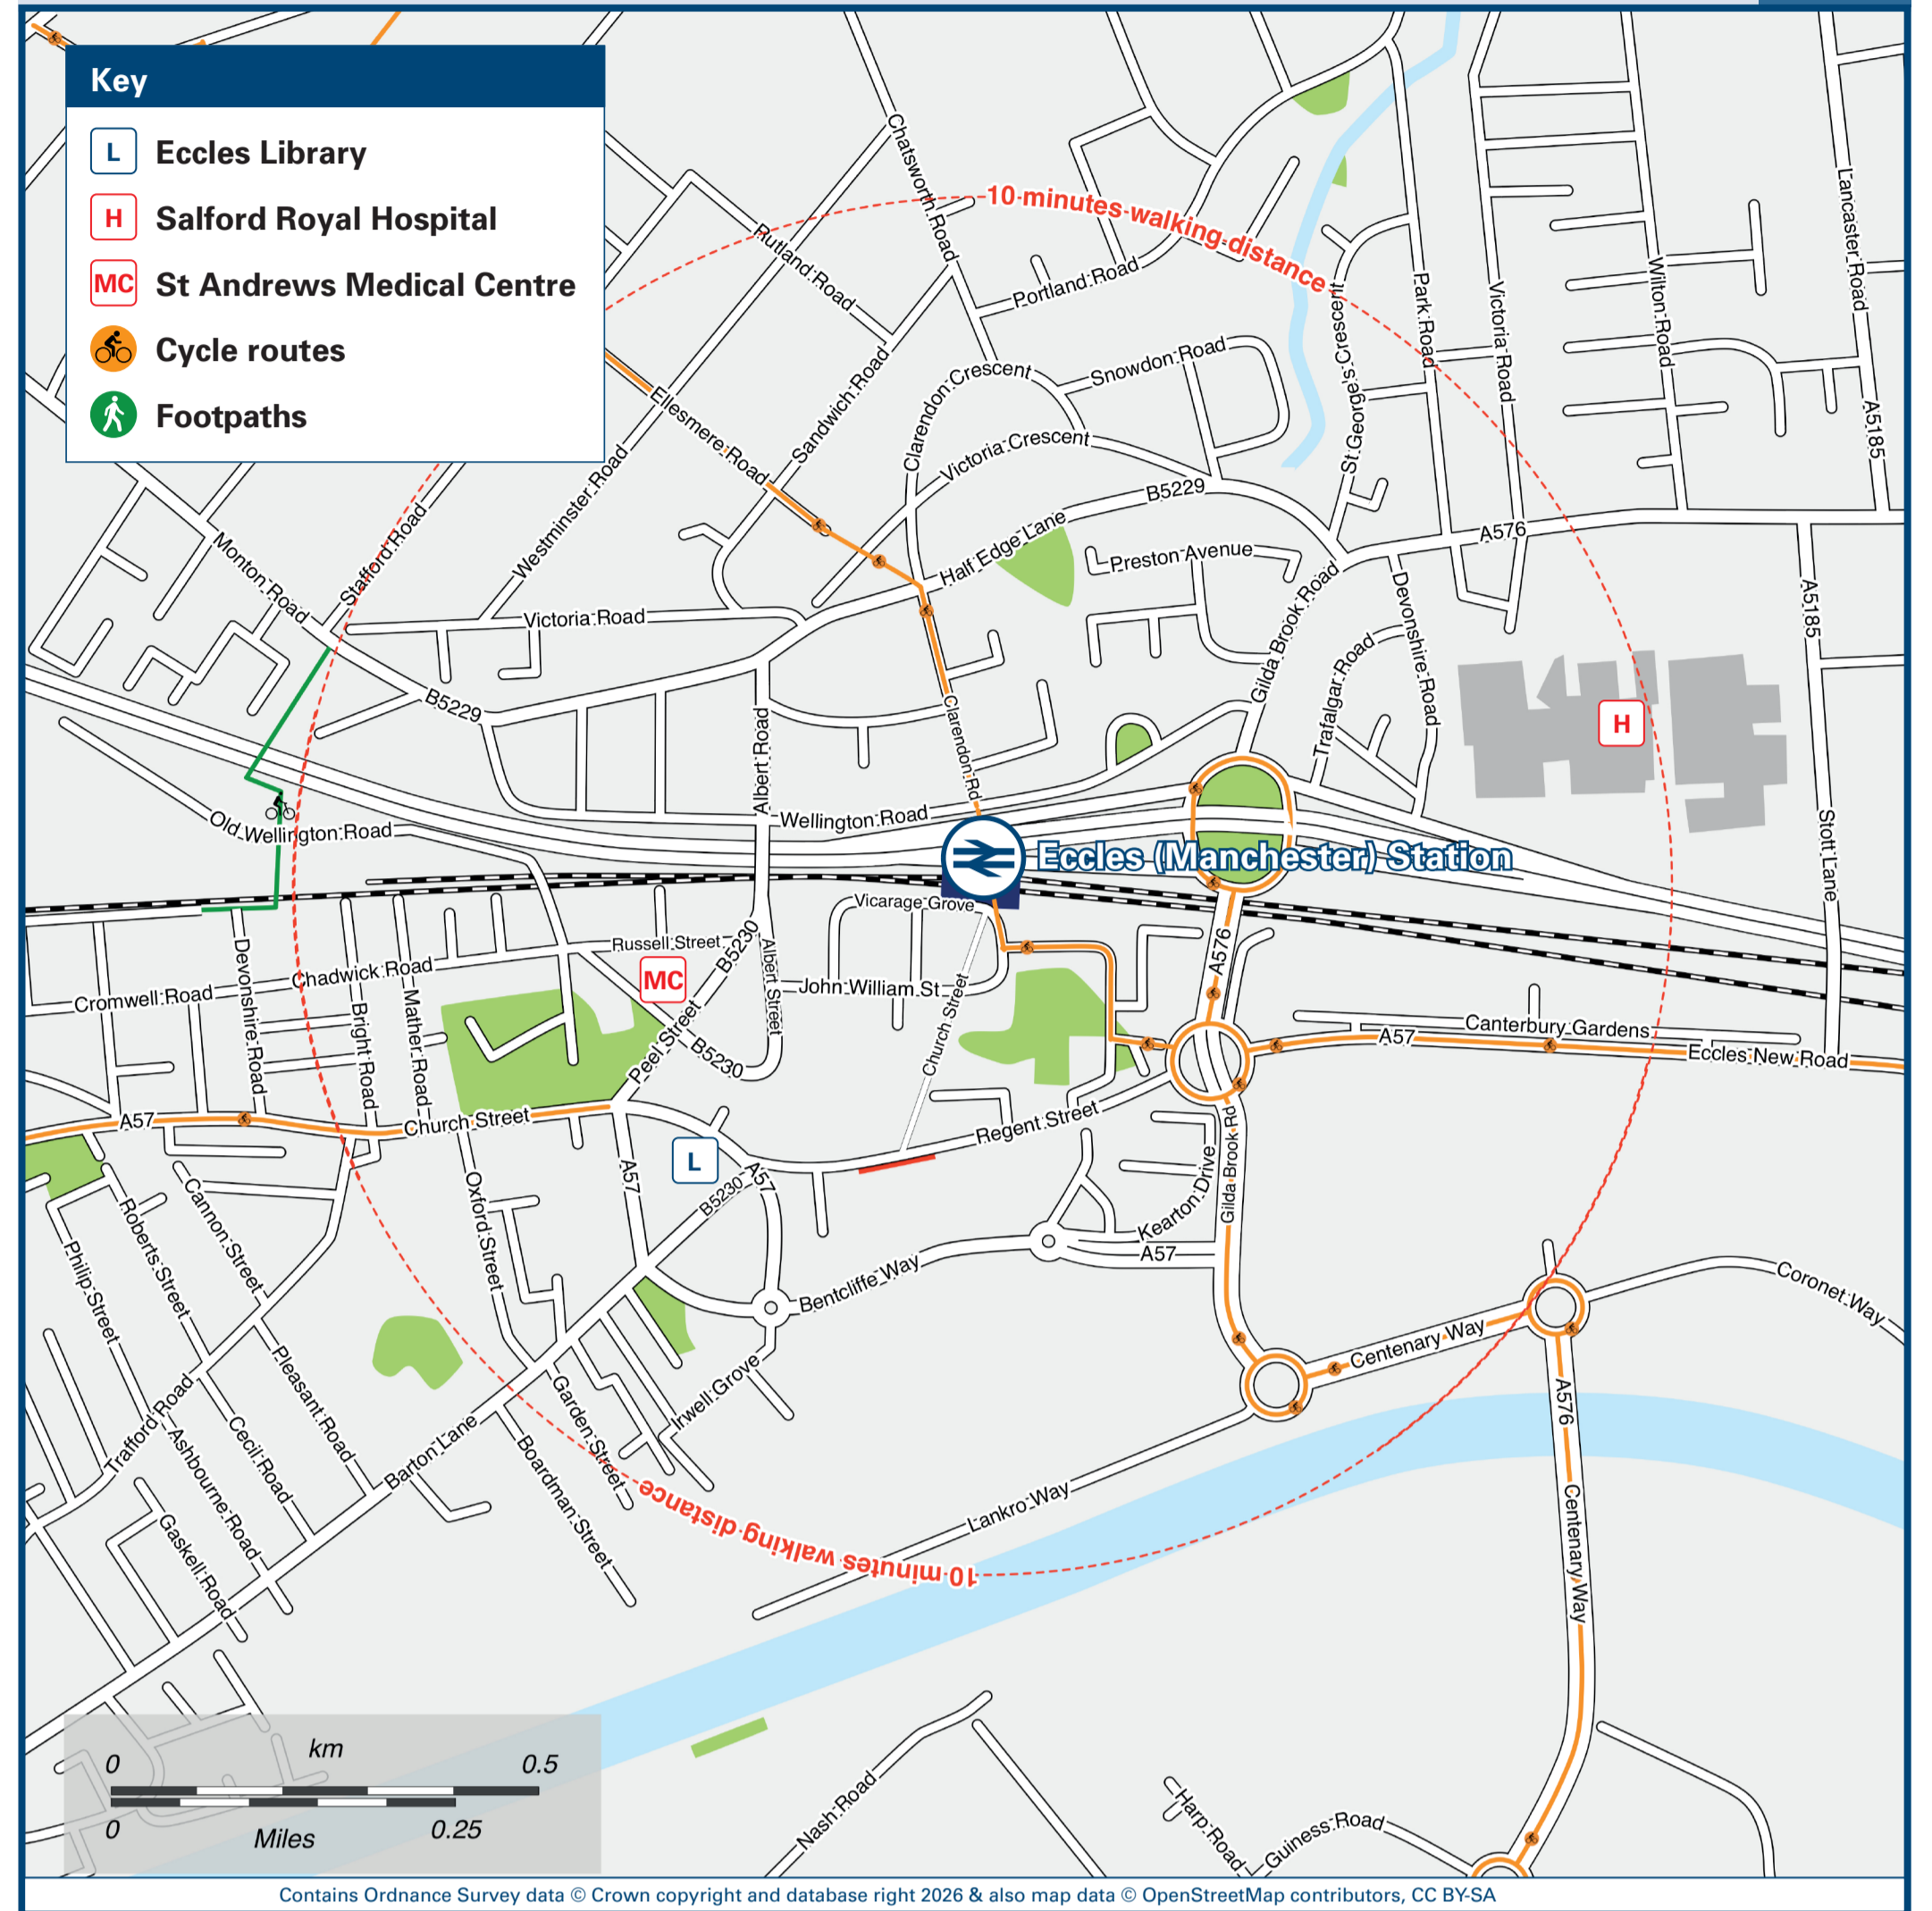 Key
L Eccles Library
H Salford Royal Hospital
MC St Andrews Medical Centre
Cycle routes
Footpaths
Chatsworth Road
10 minutes walking distance
Rutland Road
Portland Road
Lancaster Road
Park Road
Victoria Road
Wilton Road
St George's Crescent
Snowdon Road
Clarendon Crescent
Sandwich Road
Ellesmere Road
Victoria Crescent
A5185
Westminster Road
B5229
Half Edge Lane
A576
Stafford Road
Monton Road
Preston Avenue
Gilda Brook Road
Devonshire Road
A5185
Victoria Road
Trafalgar Road
B5229
Albert Road
Clarendon Rd
H
Old Wellington Road
Wellington Road
Eccles (Manchester) Station
Stott Lane
Vicarage Grove
Russell Street
B5230
Albert Street
A576
Devonshire Road
Chadwick Road
Cromwell Road
MC
John William St
Church Street
Bright Road
Mather Road
Peel Street
B5230
Canterbury Gardens
A57
Eccles New Road
A57
Church Street
Regent Street
Gilda Brook Rd
L
A57
A57
B5230
Oxford Street
Cannon Street
Roberts Street
Philip Street
Kearton Drive
A57
Bentcliffe Way
Coronet Way
Centenary Way
Pleasant Road
Irwell Grove
Garden Street
Trafford Road
Barton Lane
Cecil Road
Ashbourne Road
Boardman Street
Gaskell Road
A576
Centenary Way
Lankro Way
10 minutes walking distance
km
0 0.5
0 Miles 0.25
Nash Road
Harp Road
Guiness Road
Contains Ordnance Survey data © Crown copyright and database right 2026 & also map data © OpenStreetMap contributors, CC BY-SA